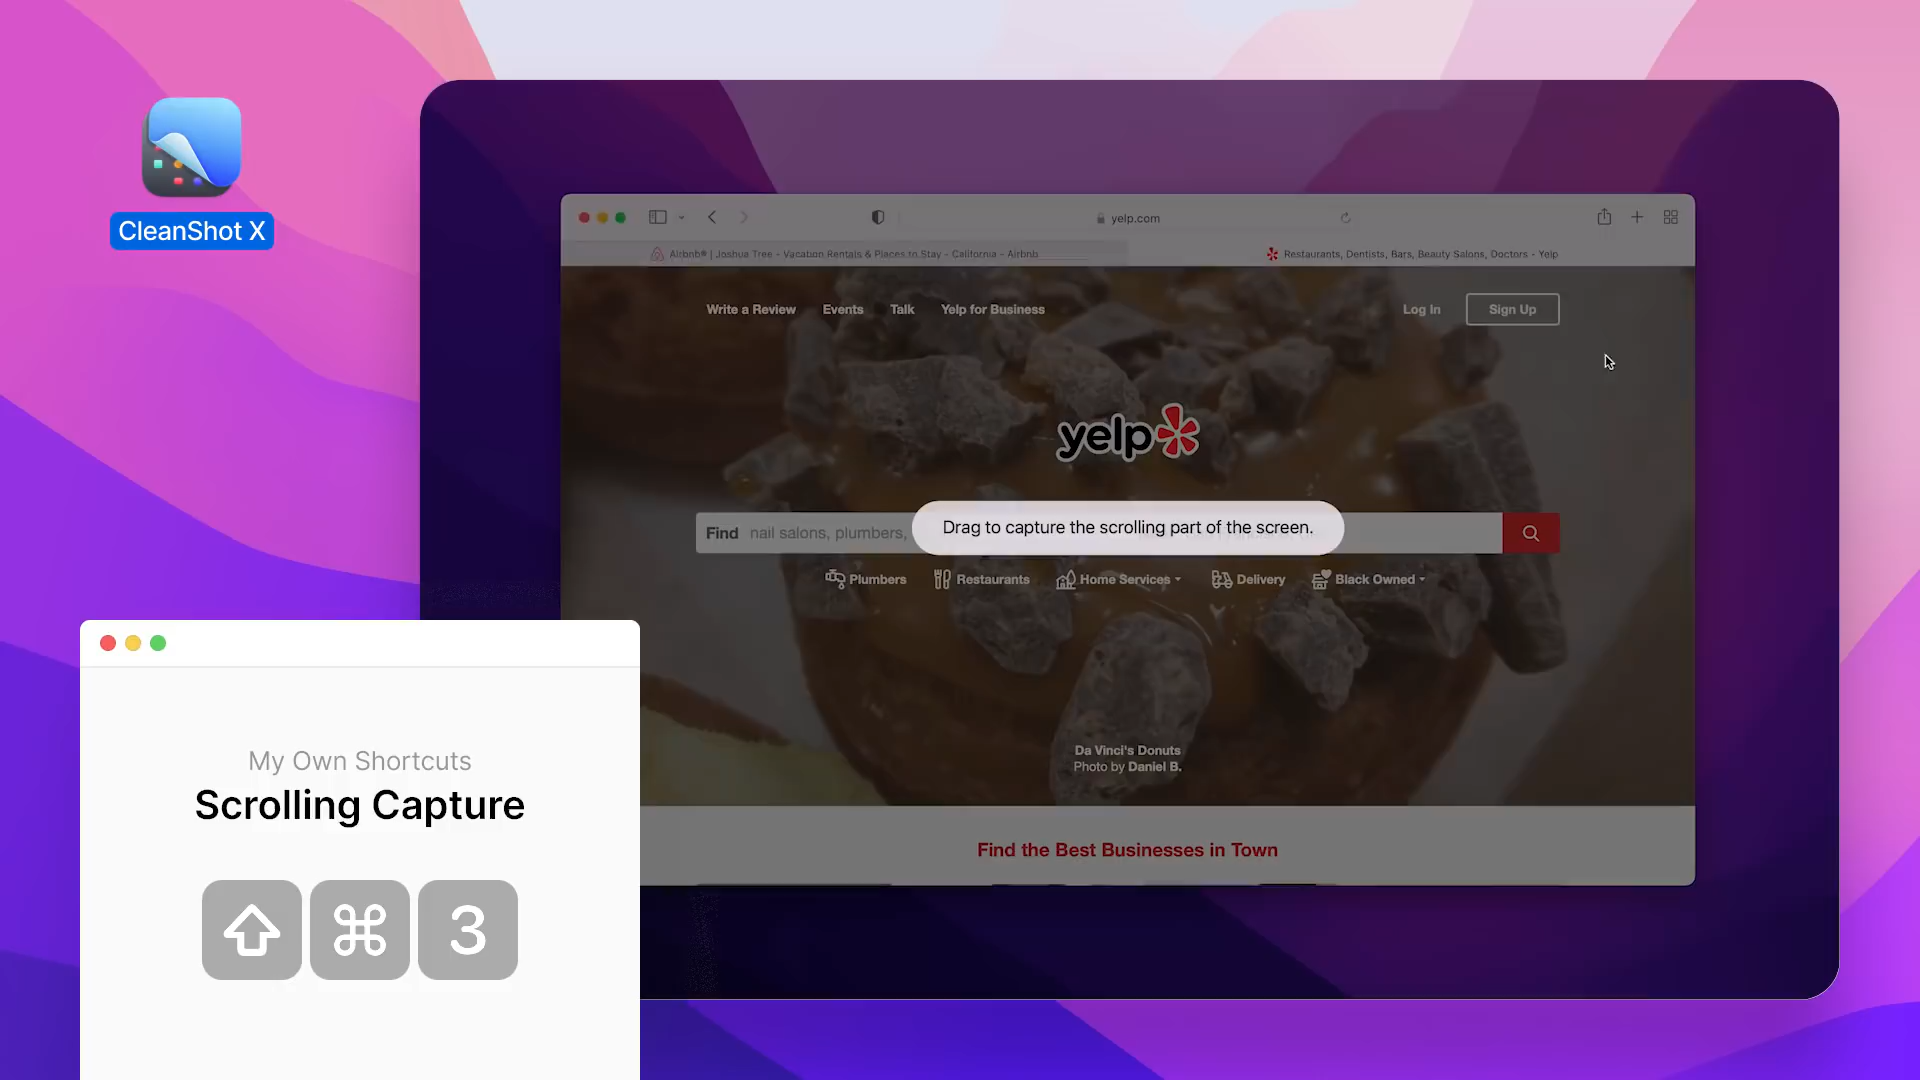 CleanShot X
yelp.com
Airbnb® | Joshua Tree - Vacation Rentals & Places to Stay - California - Airbnb
Restaurants, Dentists, Bars, Beauty Salons, Doctors - Yelp
Write a Review Events Talk Yelp for Business Log In Sign Up
yelp
Find nail salons, plumbers,
Drag to capture the scrolling part of the screen.
Plumbers Restaurants Home Services Delivery Black Owned
Da Vinci's Donuts
Photo by Daniel B.
Find the Best Businesses in Town
My Own Shortcuts
Scrolling Capture
⇧ ⌘ 3